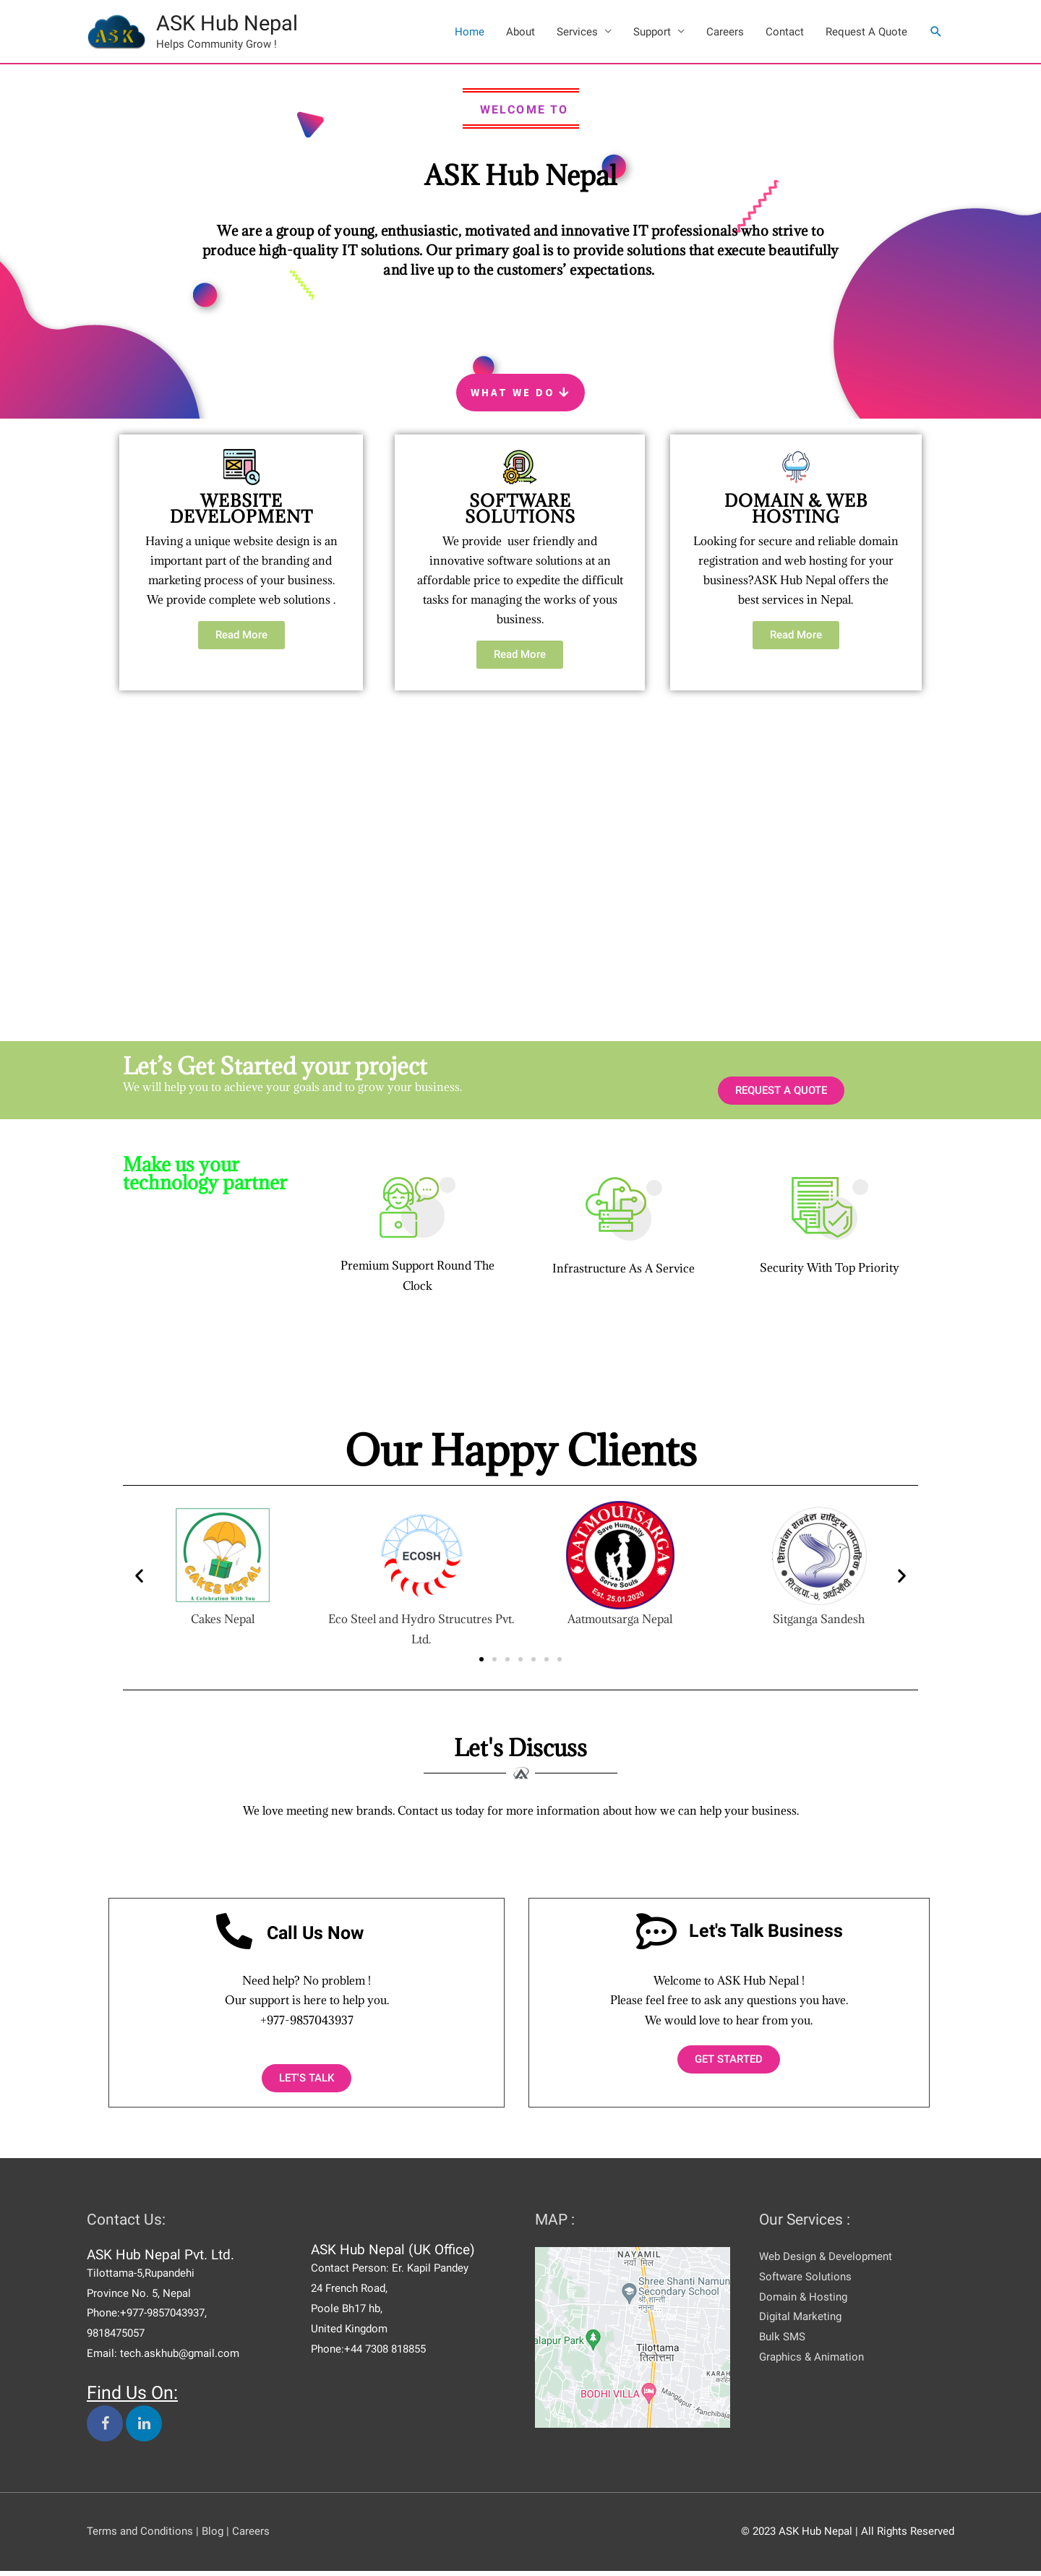 ASK
ASK Hub Nepal
Helps Community Grow !
Home
About
Services
Support
Careers
Contact
Request A Quote
WELCOME TO
ASK Hub Nepal
We are a group of young, enthusiastic, motivated and innovative IT professionals who strive to
produce high-quality IT solutions. Our primary goal is to provide solutions that execute beautifully
and live up to the customers’ expectations.
WHAT WE DO
WEBSITE
DEVELOPMENT
Having a unique website design is an
important part of the branding and
marketing process of your business.
We provide complete web solutions .
Read More
SOFTWARE
SOLUTIONS
We provide user friendly and
innovative software solutions at an
affordable price to expedite the difficult
tasks for managing the works of yous
business.
Read More
DOMAIN & WEB
HOSTING
Looking for secure and reliable domain
registration and web hosting for your
business?ASK Hub Nepal offers the
best services in Nepal.
Read More
Let’s Get Started your project
We will help you to achieve your goals and to grow your business.
REQUEST A QUOTE
Make us your
technology partner
Premium Support Round The
Clock
Infrastructure As A Service
Security With Top Priority
Our Happy Clients
CAKES NEPAL
A Celebration With You
Cakes Nepal
ECOSH
Eco Steel and Hydro Strucutres Pvt.
Ltd.
AATMOUTSARGA
Save Humanity
Serve Souls
Est. 25.01.2020
Aatmoutsarga Nepal
Sitganga Sandesh
Let's Discuss
We love meeting new brands. Contact us today for more information about how we can help your business.
Call Us Now
Need help? No problem !
Our support is here to help you.
+977-9857043937
LET'S TALK
Let's Talk Business
Welcome to ASK Hub Nepal !
Please feel free to ask any questions you have.
We would love to hear from you.
GET STARTED
Contact Us:
ASK Hub Nepal Pvt. Ltd.
Tilottama-5,Rupandehi
Province No. 5, Nepal
Phone:+977-9857043937,
9818475057
Email: tech.askhub@gmail.com
Find Us On:
ASK Hub Nepal (UK Office)
Contact Person: Er. Kapil Pandey
24 French Road,
Poole Bh17 hb,
United Kingdom
Phone:+44 7308 818855
MAP :
NAYAMIL
नयाँ मिल
Shree Shanti Namun
Secondary School
श्री शान्ती
नमुना...
alapur Park
Tilottama
तिलोत्तमा
KARAH
BODHI VILLA
Manglapur - Parichibai
Our Services :
Web Design & Development
Software Solutions
Domain & Hosting
Digital Marketing
Bulk SMS
Graphics & Animation
Terms and Conditions | Blog | Careers
© 2023 ASK Hub Nepal | All Rights Reserved